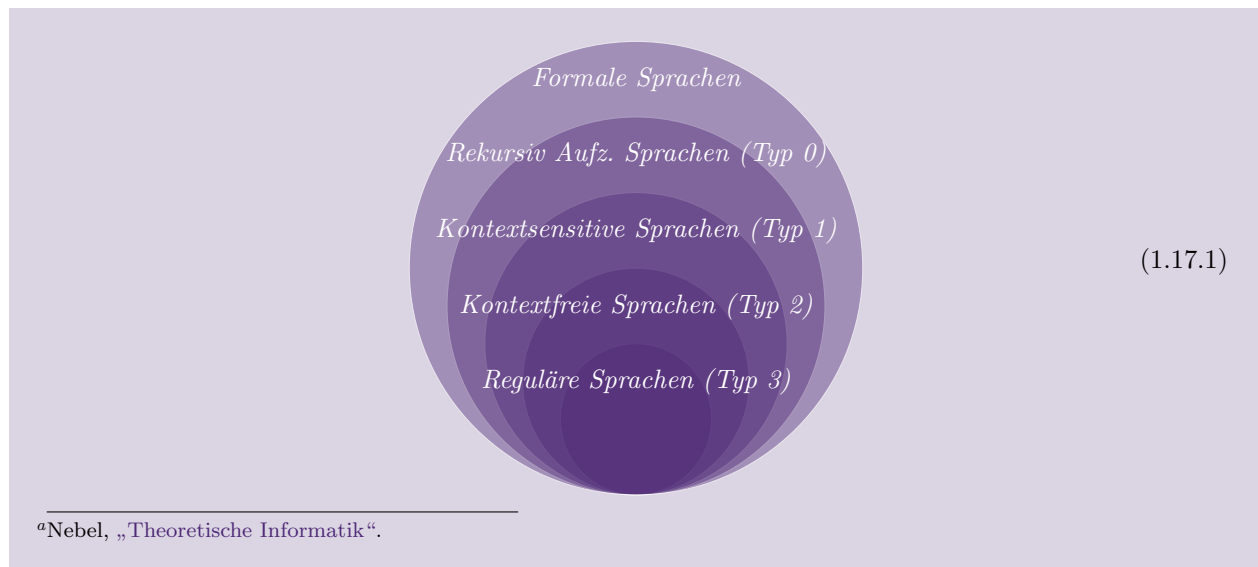 Formale Sprachen
Rekursiv Aufz. Sprachen (Typ 0)
Kontextsensitive Sprachen (Typ 1)
(1.17.1)
Kontextfreie Sprachen (Typ 2)
Reguläre Sprachen (Typ 3)
aNebel, „Theoretische Informatik“.